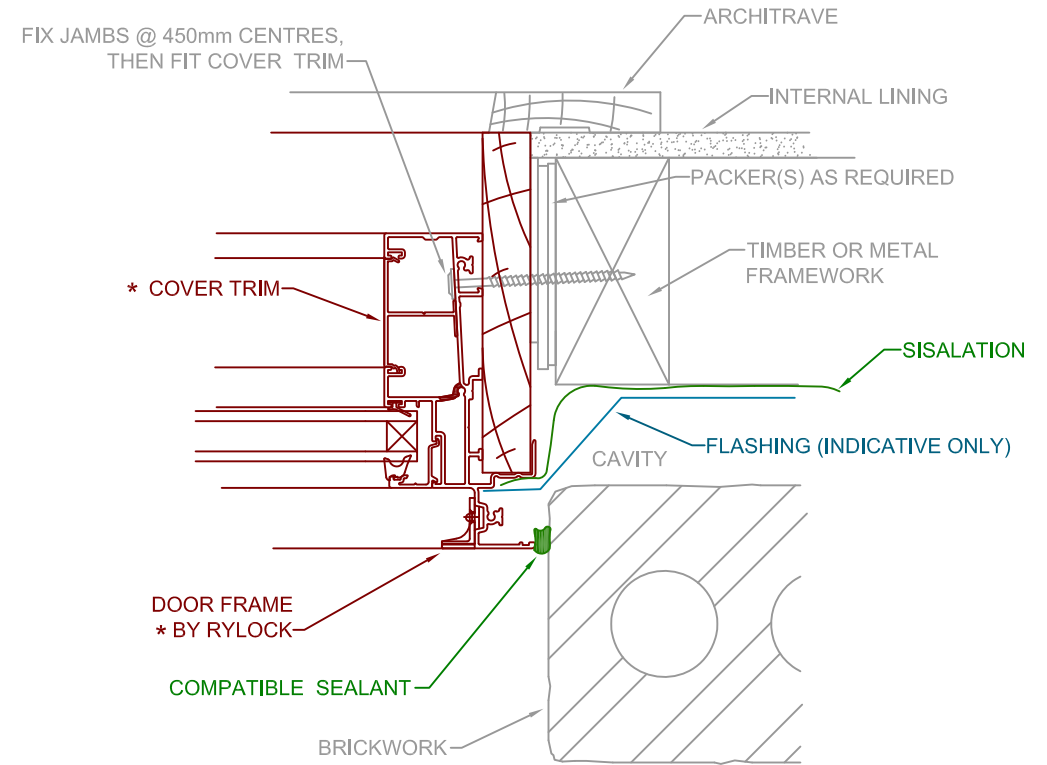 ARCHITRAVE
FIX JAMBS @ 450mm CENTRES,
THEN FIT COVER TRIM
INTERNAL LINING
PACKER(S) AS REQUIRED
TIMBER OR METAL
FRAMEWORK
* COVER TRIM
SISALATION
FLASHING (INDICATIVE ONLY)
CAVITY
DOOR FRAME
* BY RYLOCK
COMPATIBLE SEALANT
BRICKWORK